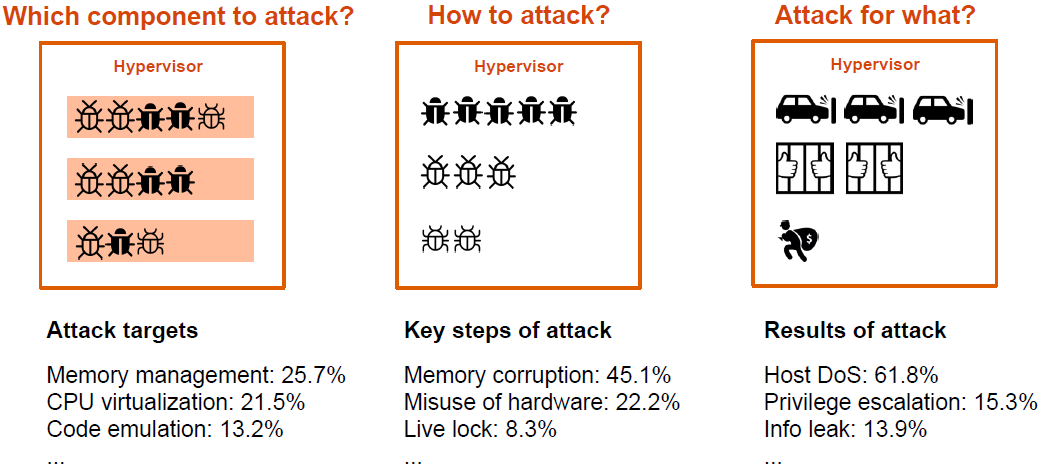 Which component to attack?
How to attack?
Attack for what?
Hypervisor
Hypervisor
Hypervisor
$
Attack targets
Memory management: 25.7%
CPU virtualization: 21.5%
Code emulation: 13.2%
...
Key steps of attack
Memory corruption: 45.1%
Misuse of hardware: 22.2%
Live lock: 8.3%
...
Results of attack
Host DoS: 61.8%
Privilege escalation: 15.3%
Info leak: 13.9%
...